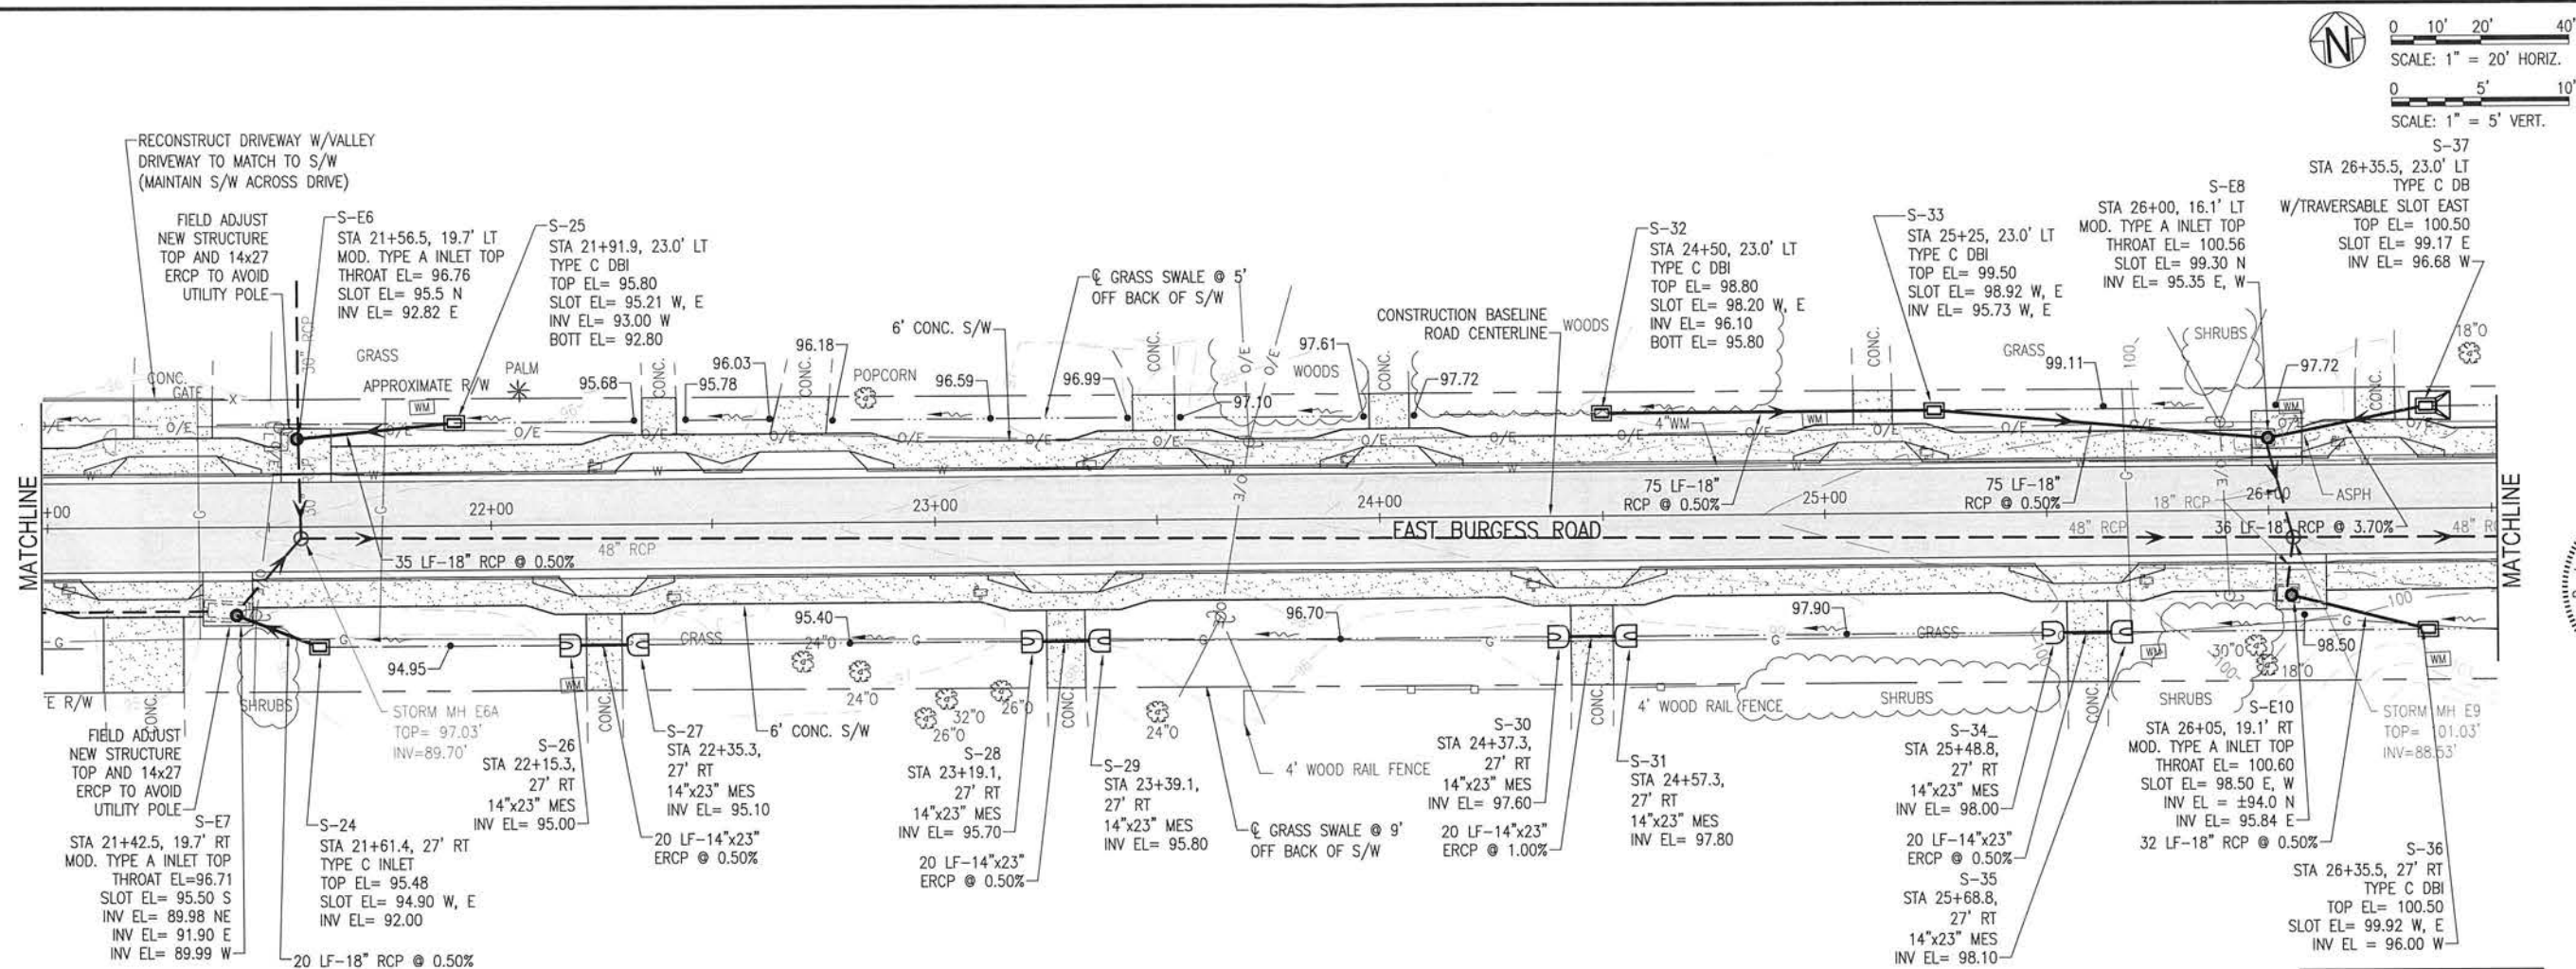 0 10' 20' 40'
SCALE: 1" = 20' HORIZ.
0 5' 10'
SCALE: 1" = 5' VERT.
N
RECONSTRUCT DRIVEWAY W/VALLEY
DRIVEWAY TO MATCH TO S/W
(MAINTAIN S/W ACROSS DRIVE)
FIELD ADJUST
NEW STRUCTURE
TOP AND 14x27
ERCP TO AVOID
UTILITY POLE
S-E6
STA 21+56.5, 19.7' LT
MOD. TYPE A INLET TOP
THROAT EL= 96.76
SLOT EL= 95.5 N
INV EL= 92.82 E
S-25
STA 21+91.9, 23.0' LT
TYPE C DBI
TOP EL= 95.80
SLOT EL= 95.21 W, E
INV EL= 93.00 W
BOTT EL= 92.80
℄ GRASS SWALE @ 5'
OFF BACK OF S/W
6' CONC. S/W
CONSTRUCTION BASELINE
ROAD CENTERLINE
S-32
STA 24+50, 23.0' LT
TYPE C DBI
TOP EL= 98.80
SLOT EL= 98.20 W, E
INV EL= 96.10
BOTT EL= 95.80
S-33
STA 25+25, 23.0' LT
TYPE C DBI
TOP EL= 99.50
SLOT EL= 98.92 W, E
INV EL= 95.73 W, E
S-E8
STA 26+00, 16.1' LT
MOD. TYPE A INLET TOP
THROAT EL= 100.56
SLOT EL= 99.30 N
INV EL= 95.35 E, W
S-37
STA 26+35.5, 23.0' LT
TYPE C DB
W/TRAVERSABLE SLOT EAST
TOP EL= 100.50
SLOT EL= 99.17 E
INV EL= 96.68 W
30" RCP
GRASS
APPROXIMATE R/W
PALM
CONC.
GATE
X
WM
95.68
CONC.
95.78
96.03
CONC.
96.18
POPCORN
96.59
96.99
CONC.
97.10
WOODS
97.61
CONC.
97.72
WOODS
CONC.
GRASS
99.11
100
SHRUBS
97.72
WM
CONC.
18"O
O/E
4"WM
WM
MATCHLINE
+00
22+00
23+00
24+00
25+00
26+00
30" RCP
35 LF-18" RCP @ 0.50%
48" RCP
EAST BURGESS ROAD
75 LF-18"
RCP @ 0.50%
75 LF-18"
RCP @ 0.50%
18" RCP
ASPH
48" RCP
36 LF-18" RCP @ 3.70%
48" R
MATCHLINE
94.95
GRASS
95.40
24"O
24"O
26"O
32"O
26"O
24"O
96.70
97.90
GRASS
30"O
18"O
98.50
100
WM
WM
WM
CONC.
CONC.
CONC.
CONC.
CONC.
E R/W
SHRUBS
SHRUBS
SHRUBS
4' WOOD RAIL FENCE
4' WOOD RAIL FENCE
6' CONC. S/W
℄ GRASS SWALE @ 9'
OFF BACK OF S/W
FIELD ADJUST
NEW STRUCTURE
TOP AND 14x27
ERCP TO AVOID
UTILITY POLE
S-E7
STA 21+42.5, 19.7' RT
MOD. TYPE A INLET TOP
THROAT EL=96.71
SLOT EL= 95.50 S
INV EL= 89.98 NE
INV EL= 91.90 E
INV EL= 89.99 W
STORM MH E6A
TOP= 97.03'
INV=89.70'
S-24
STA 21+61.4, 27' RT
TYPE C INLET
TOP EL= 95.48
SLOT EL= 94.90 W, E
INV EL= 92.00
20 LF-18" RCP @ 0.50%
S-26
STA 22+15.3,
27' RT
14"x23" MES
INV EL= 95.00
S-27
STA 22+35.3,
27' RT
14"x23" MES
INV EL= 95.10
20 LF-14"x23"
ERCP @ 0.50%
S-28
STA 23+19.1,
27' RT
14"x23" MES
INV EL= 95.70
20 LF-14"x23"
ERCP @ 0.50%
S-29
STA 23+39.1,
27' RT
14"x23" MES
INV EL= 95.80
S-30
STA 24+37.3,
27' RT
14"x23" MES
INV EL= 97.60
20 LF-14"x23"
ERCP @ 1.00%
S-31
STA 24+57.3,
27' RT
14"x23" MES
INV EL= 97.80
S-34
STA 25+48.8,
27' RT
14"x23" MES
INV EL= 98.00
20 LF-14"x23"
ERCP @ 0.50%
S-35
STA 25+68.8,
27' RT
14"x23" MES
INV EL= 98.10
S-E10
STA 26+05, 19.1' RT
MOD. TYPE A INLET TOP
THROAT EL= 100.60
SLOT EL= 98.50 E, W
INV EL = ±94.0 N
INV EL= 95.84 E
32 LF-18" RCP @ 0.50%
STORM MH E9
TOP= 01.03'
INV=88.53'
S-36
STA 26+35.5, 27' RT
TYPE C DBI
TOP EL= 100.50
SLOT EL= 99.92 W, E
INV EL = 96.00 W